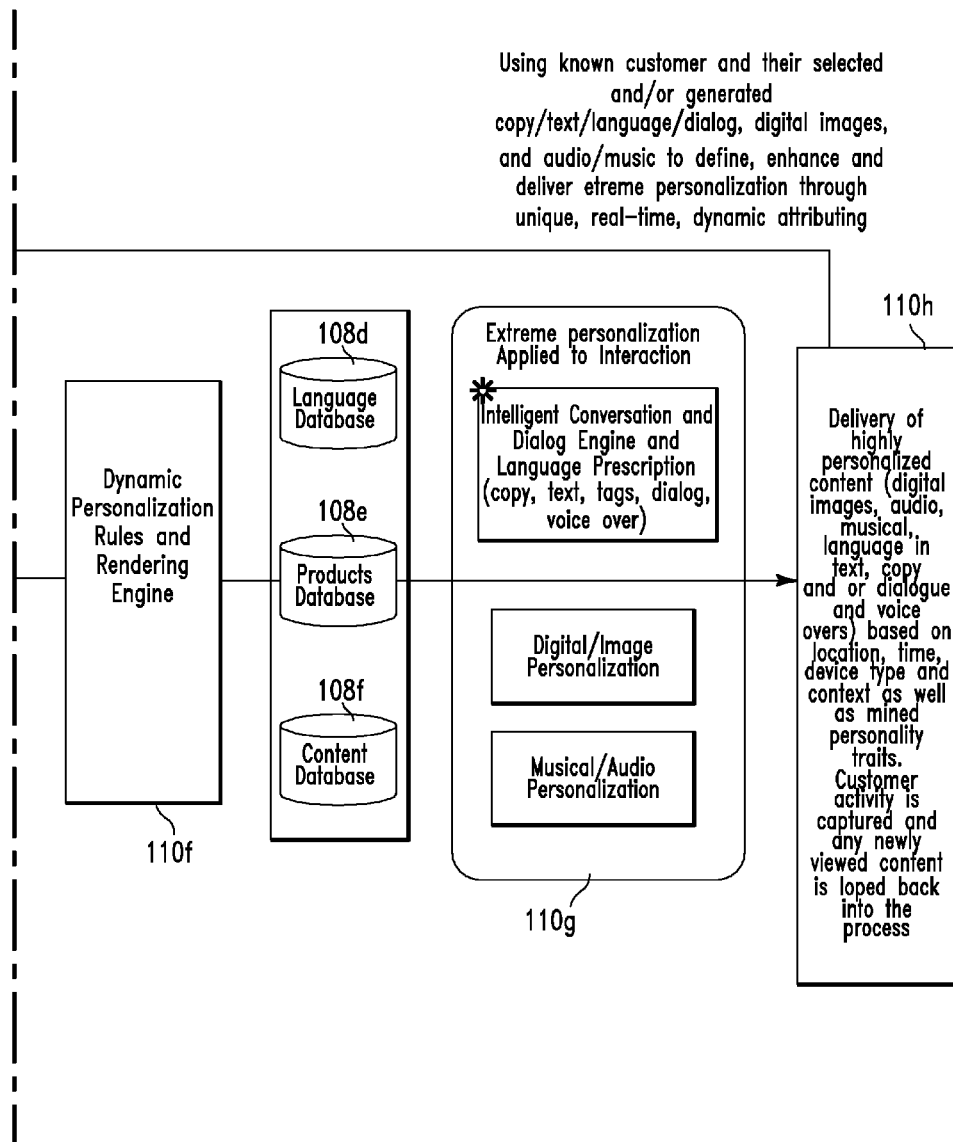 Using known customer and their selected
and/or generated
copy/text/language/dialog, digital images,
and audio/music to define, enhance and
deliver etreme personalization through
unique, real-time, dynamic attributing
110h
108d
Language
Database
108e
Products
Database
108f
Content
Database
Dynamic
Personalization
Rules and
Rendering
Engine
110f
Extreme personalization
Applied to Interaction
Intelligent Conversation and
Dialog Engine and
Language Prescription
(copy, text, tags, dialog,
voice over)
Digital/Image
Personalization
Musical/Audio
Personalization
110g
Delivery of
highly
personalized
content (digital
images, audio,
musical,
language in
text, copy
and or dialogue
and voice
overs) based on
location, time,
device type and
context as well
as mined
personality
traits.
Customer
activity is
captured and
any newly
viewed content
is loped back
into the
process